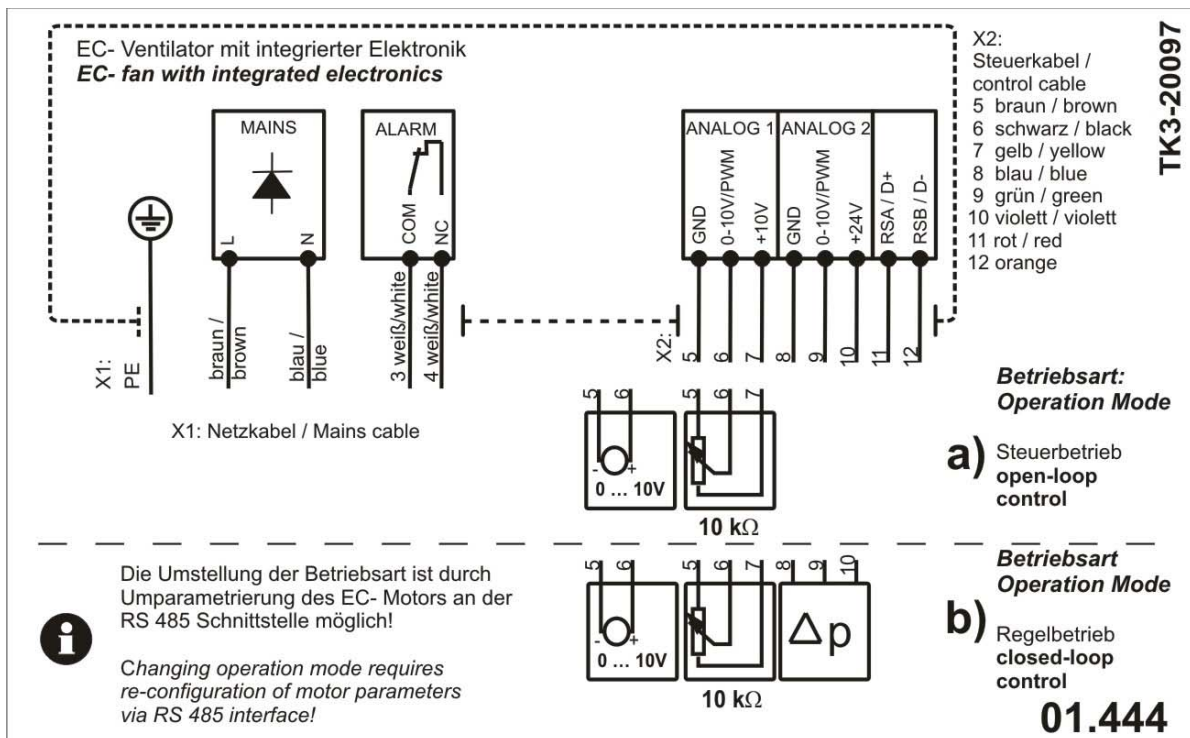 EC- Ventilator mit integrierter Elektronik
EC- fan with integrated electronics
MAINS
L
N
ALARM
COM
NC
ANALOG 1
GND
0-10V/PWM
+10V
ANALOG 2
GND
0-10V/PWM
+24V
RSA / D+
RSB / D-
X2:
Steuerkabel /
control cable
5 braun / brown
6 schwarz / black
7 gelb / yellow
8 blau / blue
9 grün / green
10 violett / violett
11 rot / red
12 orange
TK3-20097
X1:
PE
braun /
brown
blau /
blue
3 weiß/white
4 weiß/white
X2:
5
6
7
8
9
10
11
12
X1: Netzkabel / Mains cable
5
6
- +
0 ... 10V
5
6
7
10 kΩ
Betriebsart:
Operation Mode
a) Steuerbetrieb
open-loop
control
i
Die Umstellung der Betriebsart ist durch
Umparametrierung des EC- Motors an der
RS 485 Schnittstelle möglich!
Changing operation mode requires
re-configuration of motor parameters
via RS 485 interface!
5
6
- +
0 ... 10V
5
6
7
10 kΩ
8
9
10
Δp
Betriebsart
Operation Mode
b) Regelbetrieb
closed-loop
control
01.444